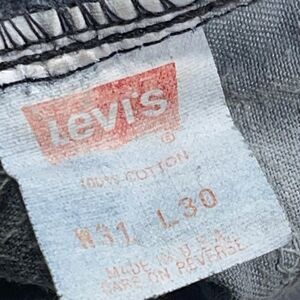 Levi's
®
100% COTTON
W31 L30
MADE IN U.S.A.
CARE ON REVERSE